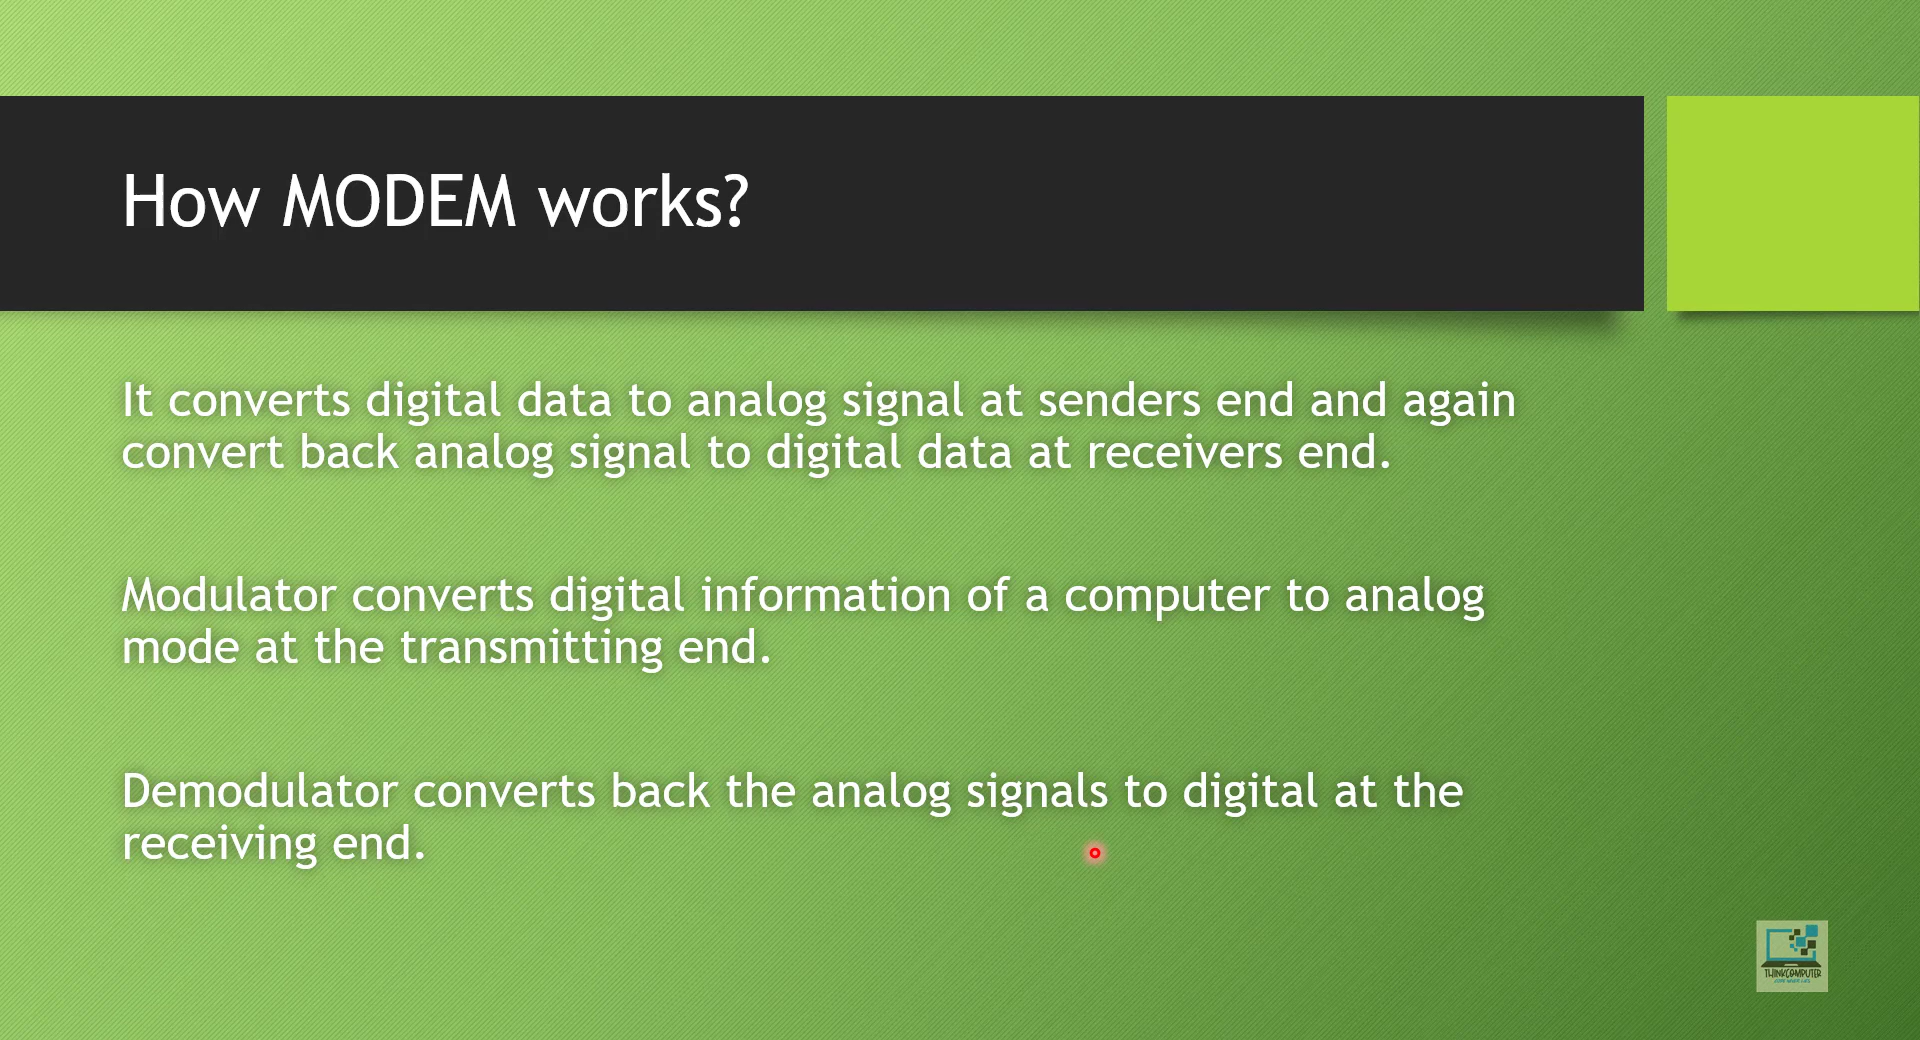 How MODEM works?
It converts digital data to analog signal at senders end and again
convert back analog signal to digital data at receivers end.
Modulator converts digital information of a computer to analog
mode at the transmitting end.
Demodulator converts back the analog signals to digital at the
receiving end.
THINKCOMPUTER